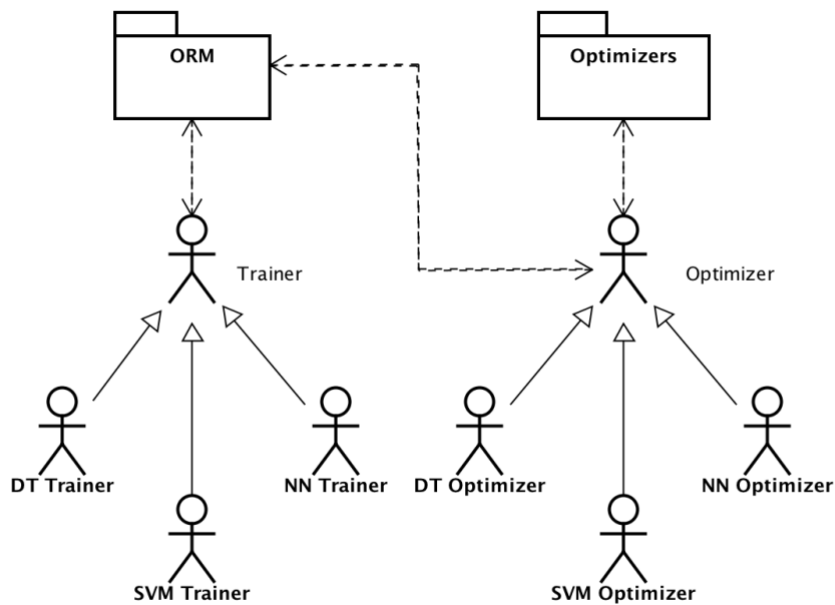 ORM
Optimizers
Trainer
Optimizer
DT Trainer
NN Trainer
DT Optimizer
NN Optimizer
SVM Trainer
SVM Optimizer